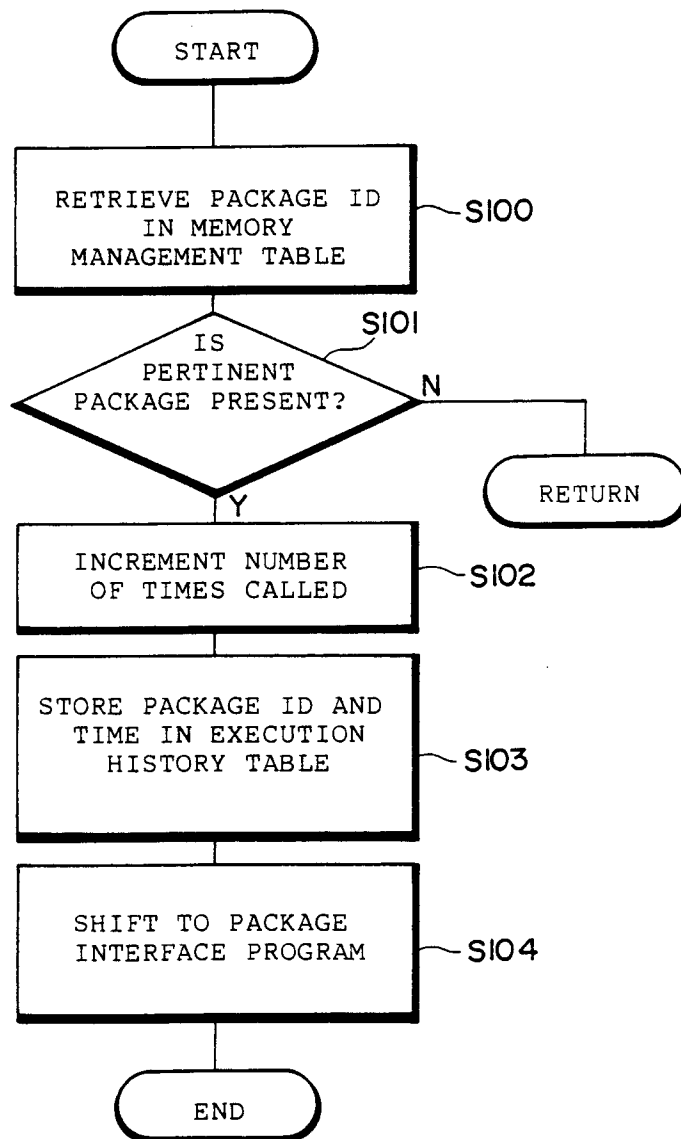 START
RETRIEVE PACKAGE ID
IN MEMORY
MANAGEMENT TABLE
S100
S101
IS
PERTINENT
PACKAGE PRESENT?
N
RETURN
Y
INCREMENT NUMBER
OF TIMES CALLED
S102
STORE PACKAGE ID AND
TIME IN EXECUTION
HISTORY TABLE
S103
SHIFT TO PACKAGE
INTERFACE PROGRAM
S104
END